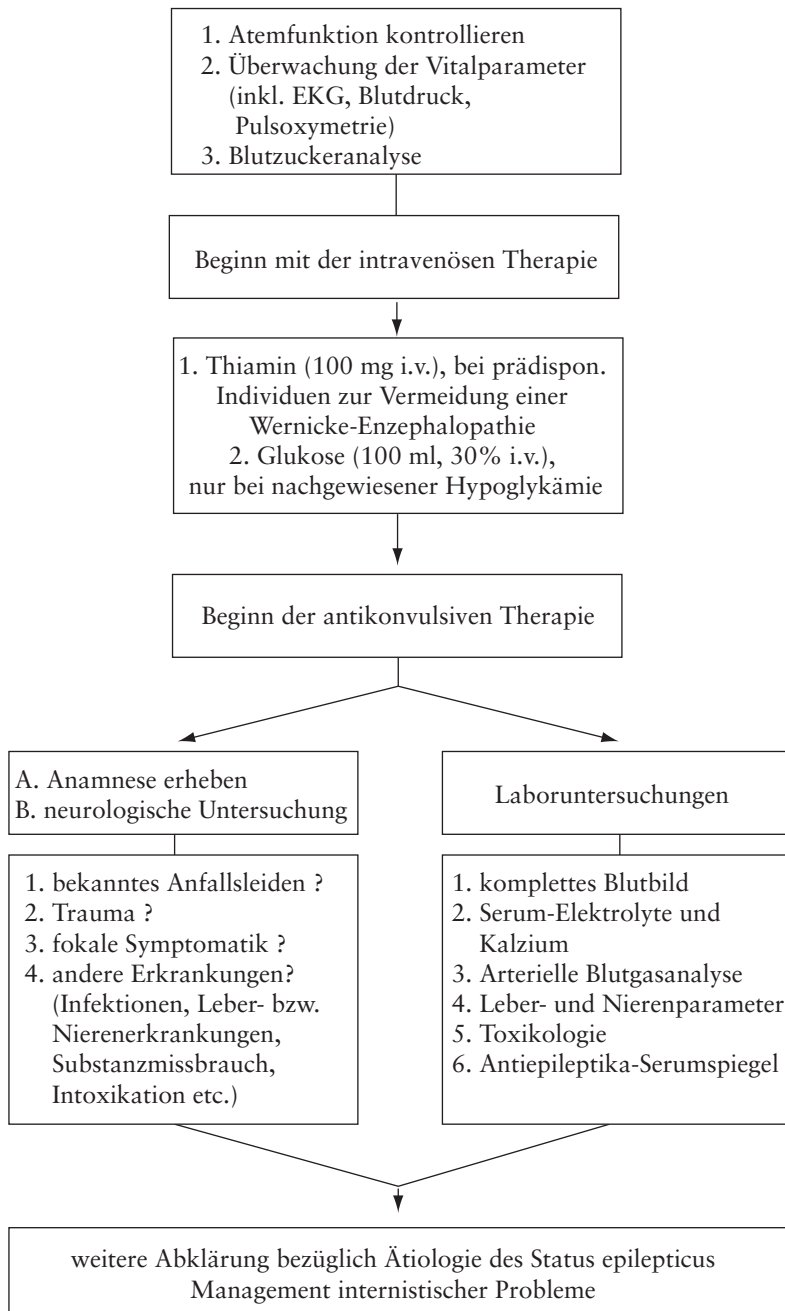 1. Atemfunktion kontrollieren
2. Überwachung der Vitalparameter
(inkl. EKG, Blutdruck,
Pulsoxymetrie)
3. Blutzuckeranalyse
Beginn mit der intravenösen Therapie
1. Thiamin (100 mg i.v.), bei prädispon.
Individuen zur Vermeidung einer
Wernicke-Enzephalopathie
2. Glukose (100 ml, 30% i.v.),
nur bei nachgewiesener Hypoglykämie
Beginn der antikonvulsiven Therapie
A. Anamnese erheben
B. neurologische Untersuchung
1. bekanntes Anfallsleiden ?
2. Trauma ?
3. fokale Symptomatik ?
4. andere Erkrankungen?
(Infektionen, Leber- bzw.
Nierenerkrankungen,
Substanzmissbrauch,
Intoxikation etc.)
Laboruntersuchungen
1. komplettes Blutbild
2. Serum-Elektrolyte und
Kalzium
3. Arterielle Blutgasanalyse
4. Leber- und Nierenparameter
5. Toxikologie
6. Antiepileptika-Serumspiegel
weitere Abklärung bezüglich Ätiologie des Status epilepticus
Management internistischer Probleme